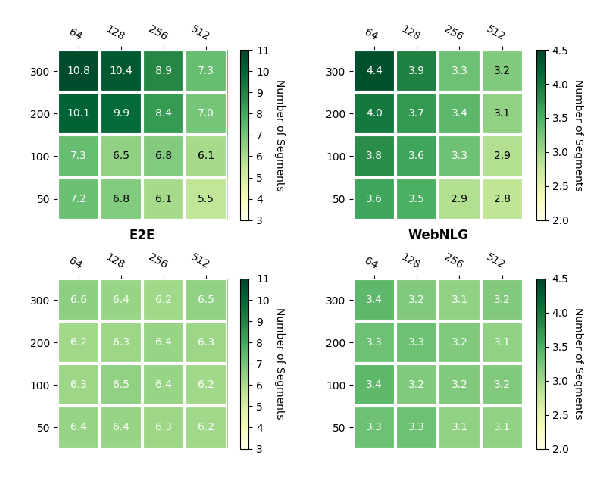 64 128 256 512
300 10.8 10.4 8.9 7.3
200 10.1 9.9 8.4 7.0
100 7.3 6.5 6.8 6.1
50 7.2 6.8 6.1 5.5
11
10
9
8
7
6
5
4
3
Number of Segments
E2E
64 128 256 512
300 4.4 3.9 3.3 3.2
200 4.0 3.7 3.4 3.1
100 3.8 3.6 3.3 2.9
50 3.6 3.5 2.9 2.8
4.5
4.0
3.5
3.0
2.5
2.0
Number of Segments
WebNLG
64 128 256 512
300 6.6 6.4 6.2 6.5
200 6.2 6.3 6.4 6.3
100 6.3 6.5 6.4 6.2
50 6.4 6.4 6.3 6.2
11
10
9
8
7
6
5
4
3
Number of Segments
64 128 256 512
300 3.4 3.2 3.1 3.2
200 3.3 3.3 3.2 3.1
100 3.4 3.2 3.2 3.2
50 3.3 3.3 3.1 3.1
4.5
4.0
3.5
3.0
2.5
2.0
Number of Segments